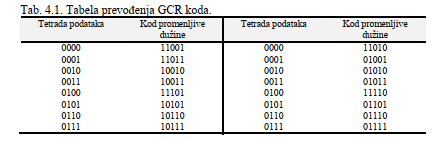 Tab. 4.1. Tabela prevođenja GCR koda.
Tetrada podataka Kod promenljive dužine Tetrada podataka Kod promenljive dužine
0000 11001 0000 11010
0001 11011 0001 01001
0010 10010 0010 01010
0011 10011 0011 01011
0100 11101 0100 11110
0101 10101 0101 01101
0110 10110 0110 01110
0111 10111 0111 01111